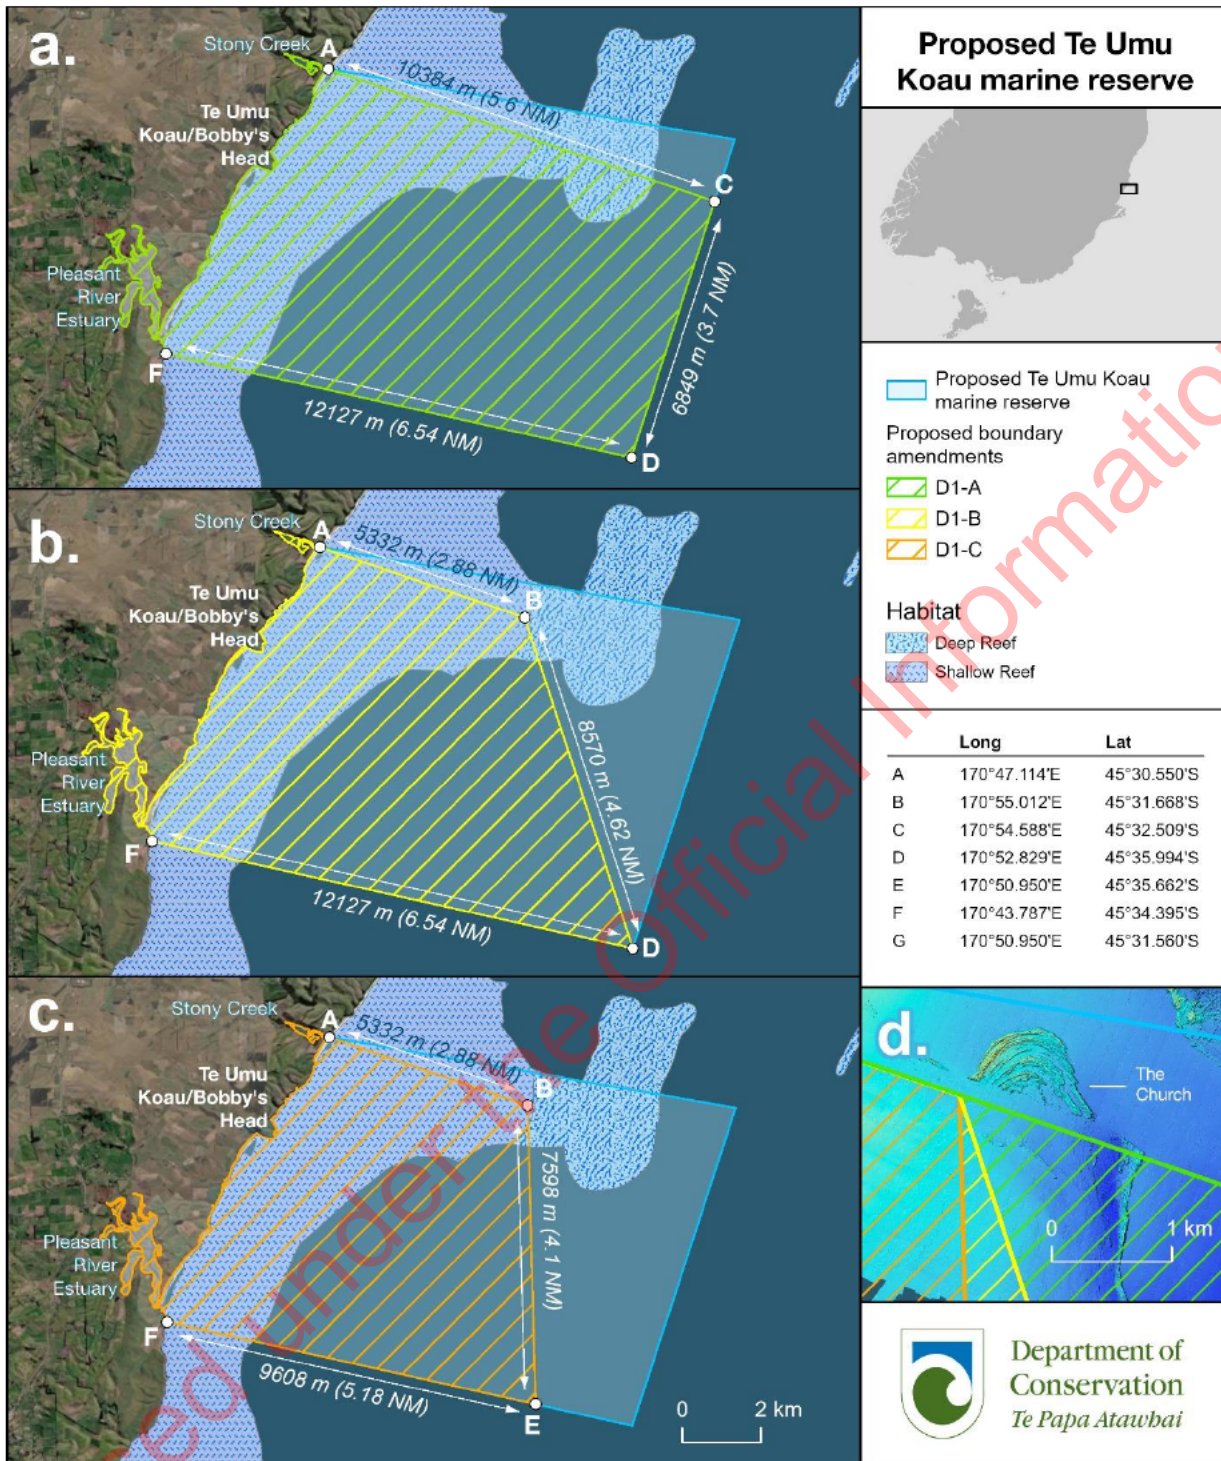 a.
Stony Creek
A
10384 m (5.6 NM)
Te Umu
Koau/Bobby's
Head
C
Pleasant
River
Estuary
6849 m (3.7 NM)
F
12127 m (6.54 NM)
D
b.
Stony Creek
A
5332 m (2.88 NM)
Te Umu
Koau/Bobby's
Head
B
Pleasant
River
Estuary
8570 m (4.62 NM)
F
12127 m (6.54 NM)
D
c.
Stony Creek
A
5332 m (2.88 NM)
Te Umu
Koau/Bobby's
Head
B
7598 m (4.1 NM)
Pleasant
River
Estuary
F
9608 m (5.18 NM)
E
0 2 km
Proposed Te Umu
Koau marine reserve
Proposed Te Umu Koau
marine reserve
Proposed boundary
amendments
D1-A
D1-B
D1-C
Habitat
Deep Reef
Shallow Reef
Long Lat
A 170°47.114'E 45°30.550'S
B 170°55.012'E 45°31.668'S
C 170°54.588'E 45°32.509'S
D 170°52.829'E 45°35.994'S
E 170°50.950'E 45°35.662'S
F 170°43.787'E 45°34.395'S
G 170°50.950'E 45°31.560'S
d.
The
Church
0 1 km
Department of
Conservation
Te Papa Atawhai
sed under the Official Information